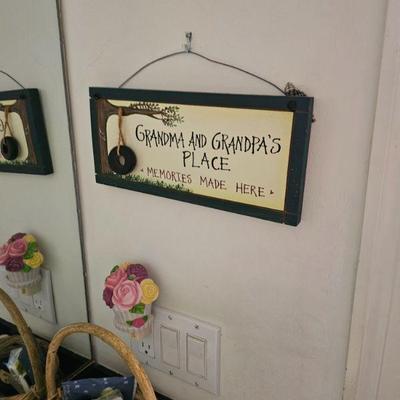 GRANDMA AND GRANDPA'S
PLACE
MEMORIES MADE HERE